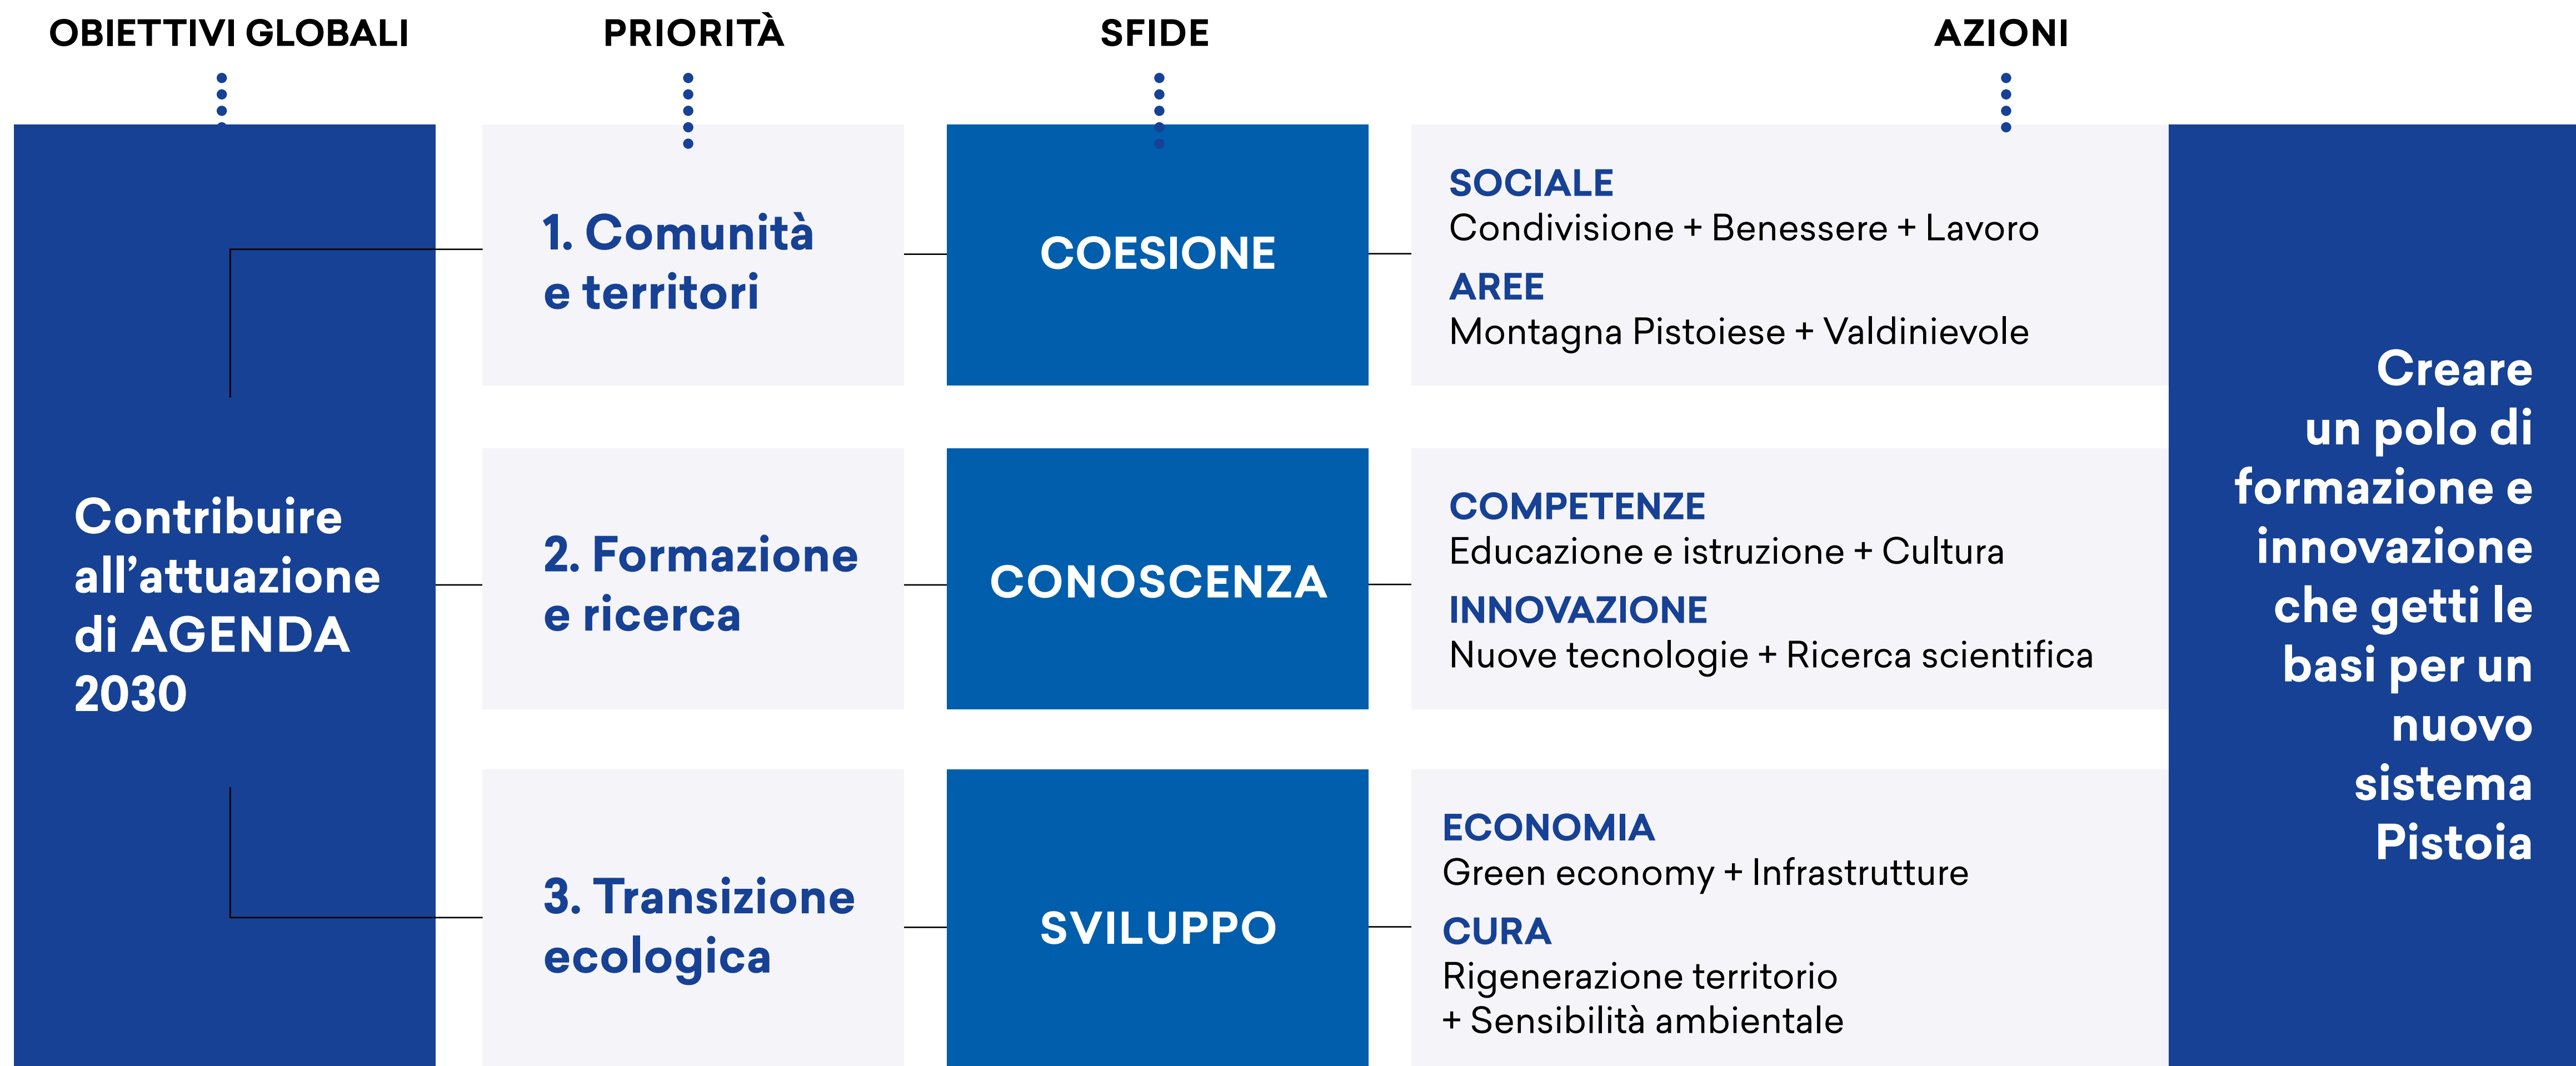 OBIETTIVI GLOBALI
PRIORITÀ
SFIDE
AZIONI
Contribuire
all’attuazione
di AGENDA
2030
1. Comunità
e territori
COESIONE
SOCIALE
Condivisione + Benessere + Lavoro
AREE
Montagna Pistoiese + Valdinievole
2. Formazione
e ricerca
CONOSCENZA
COMPETENZE
Educazione e istruzione + Cultura
INNOVAZIONE
Nuove tecnologie + Ricerca scientifica
3. Transizione
ecologica
SVILUPPO
ECONOMIA
Green economy + Infrastrutture
CURA
Rigenerazione territorio
+ Sensibilità ambientale
Creare
un polo di
formazione e
innovazione
che getti le
basi per un
nuovo
sistema
Pistoia